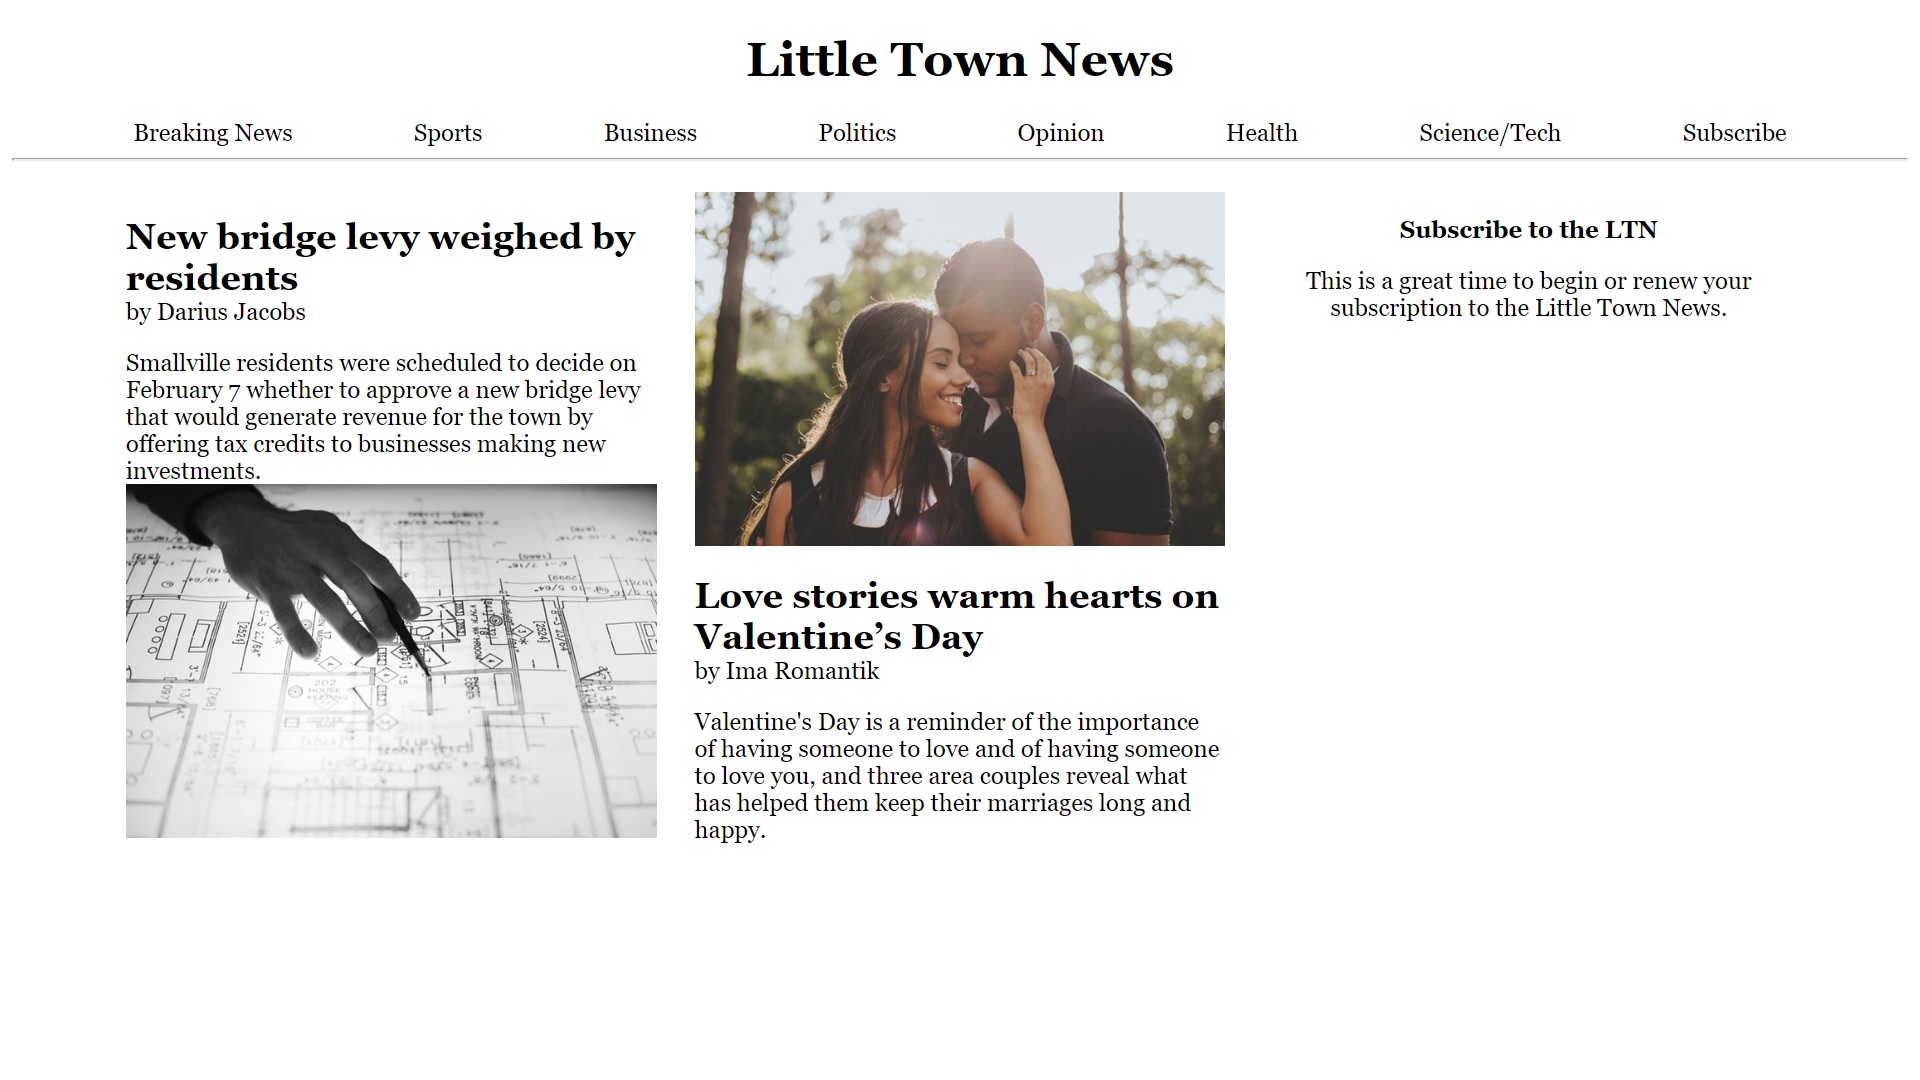 Little Town News
Breaking News Sports Business Politics Opinion Health Science/Tech Subscribe
New bridge levy weighed by
residents
by Darius Jacobs
Smallville residents were scheduled to decide on
February 7 whether to approve a new bridge levy
that would generate revenue for the town by
offering tax credits to businesses making new
investments.
Love stories warm hearts on
Valentine’s Day
by Ima Romantik
Valentine's Day is a reminder of the importance
of having someone to love and of having someone
to love you, and three area couples reveal what
has helped them keep their marriages long and
happy.
Subscribe to the LTN
This is a great time to begin or renew your
subscription to the Little Town News.